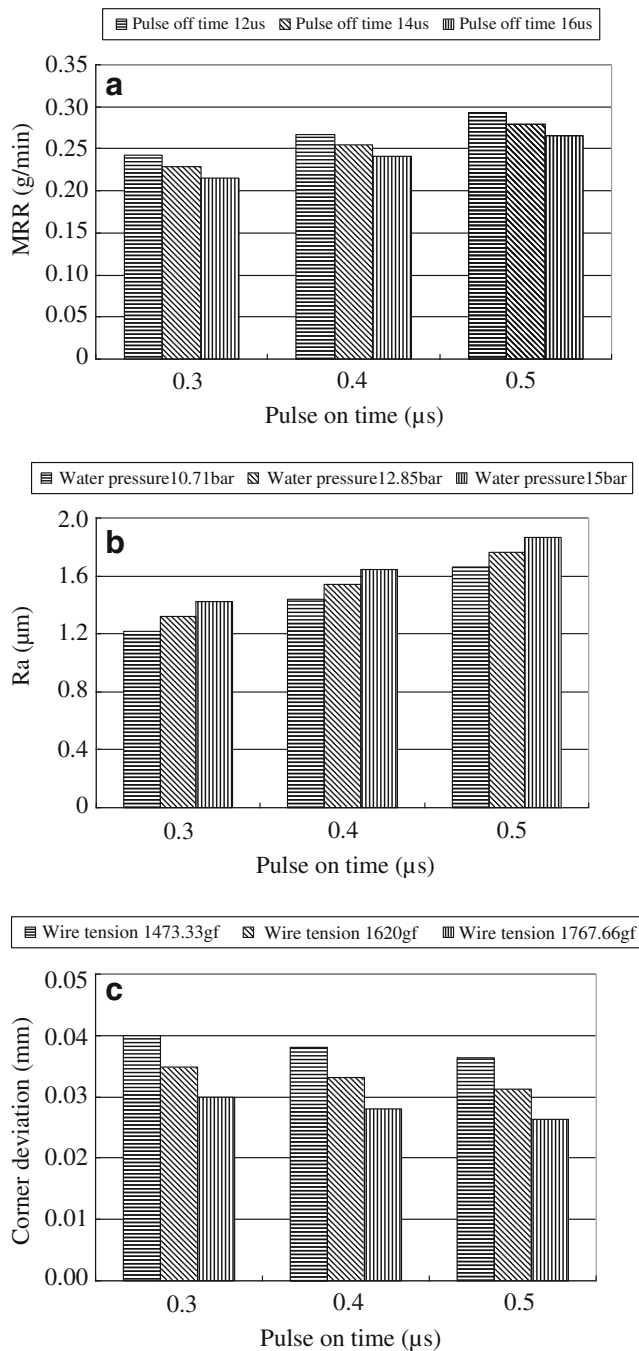 Pulse off time 12us Pulse off time 14us Pulse off time 16us
a
0.35
0.30
0.25
0.20
0.15
0.10
0.05
0
MRR (g/min)
0.3 0.4 0.5
Pulse on time (µs)
Water pressure10.71bar Water pressure12.85bar Water pressure15bar
b
2.0
1.6
1.2
0.8
0.4
0
Ra (µm)
0.3 0.4 0.5
Pulse on time (µs)
Wire tension 1473.33gf Wire tension 1620gf Wire tension 1767.66gf
c
0.05
0.04
0.03
0.02
0.01
0.00
Corner deviation (mm)
0.3 0.4 0.5
Pulse on time (µs)